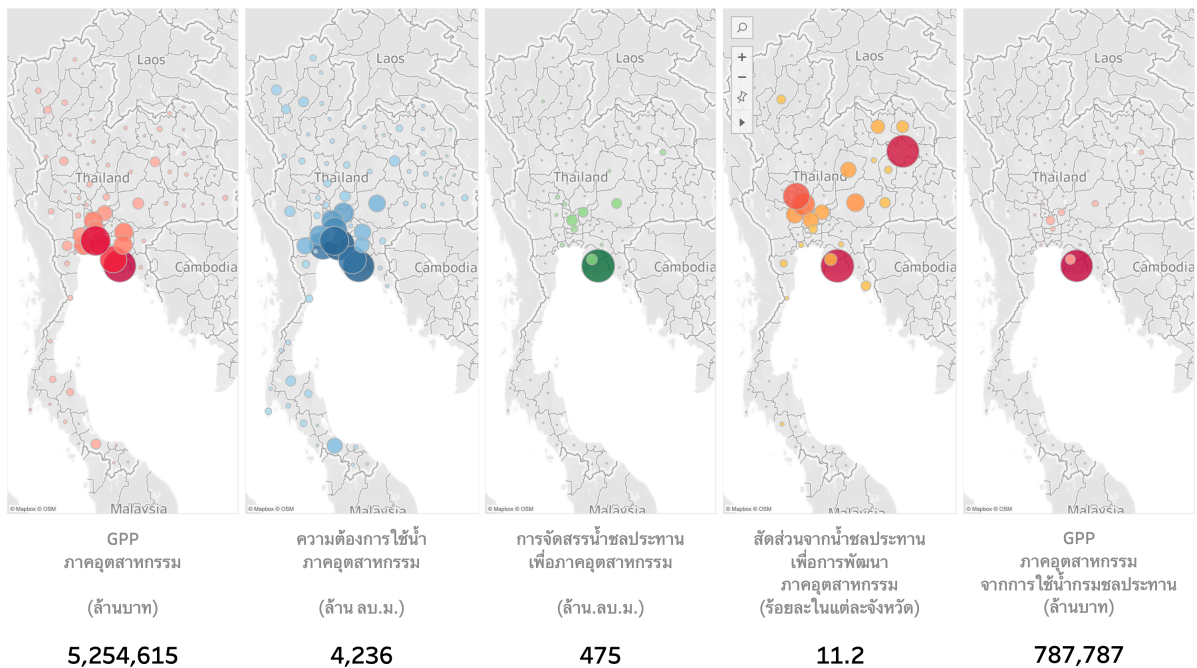 Laos
Thailand
Cambodia
Malaysia
© Mapbox © OSM
Laos
Thailand
Cambodia
Malaysia
© Mapbox © OSM
Laos
Thailand
Cambodia
Malaysia
© Mapbox © OSM
Laos
Thailand
Cambodia
Malaysia
© Mapbox © OSM
Laos
Thailand
Cambodia
Malaysia
© Mapbox © OSM
GPP
ภาคอุตสาหกรรม
(ล้านบาท)
5,254,615
ความต้องการใช้น้ำ
ภาคอุตสาหกรรม
(ล้าน ลบ.ม.)
4,236
การจัดสรรน้ำชลประทาน
เพื่อภาคอุตสาหกรรม
(ล้าน.ลบ.ม.)
475
สัดส่วนจากน้ำชลประทาน
เพื่อการพัฒนา
ภาคอุตสาหกรรม
(ร้อยละในแต่ละจังหวัด)
11.2
GPP
ภาคอุตสาหกรรม
จากการใช้น้ำกรมชลประทาน
(ล้านบาท)
787,787